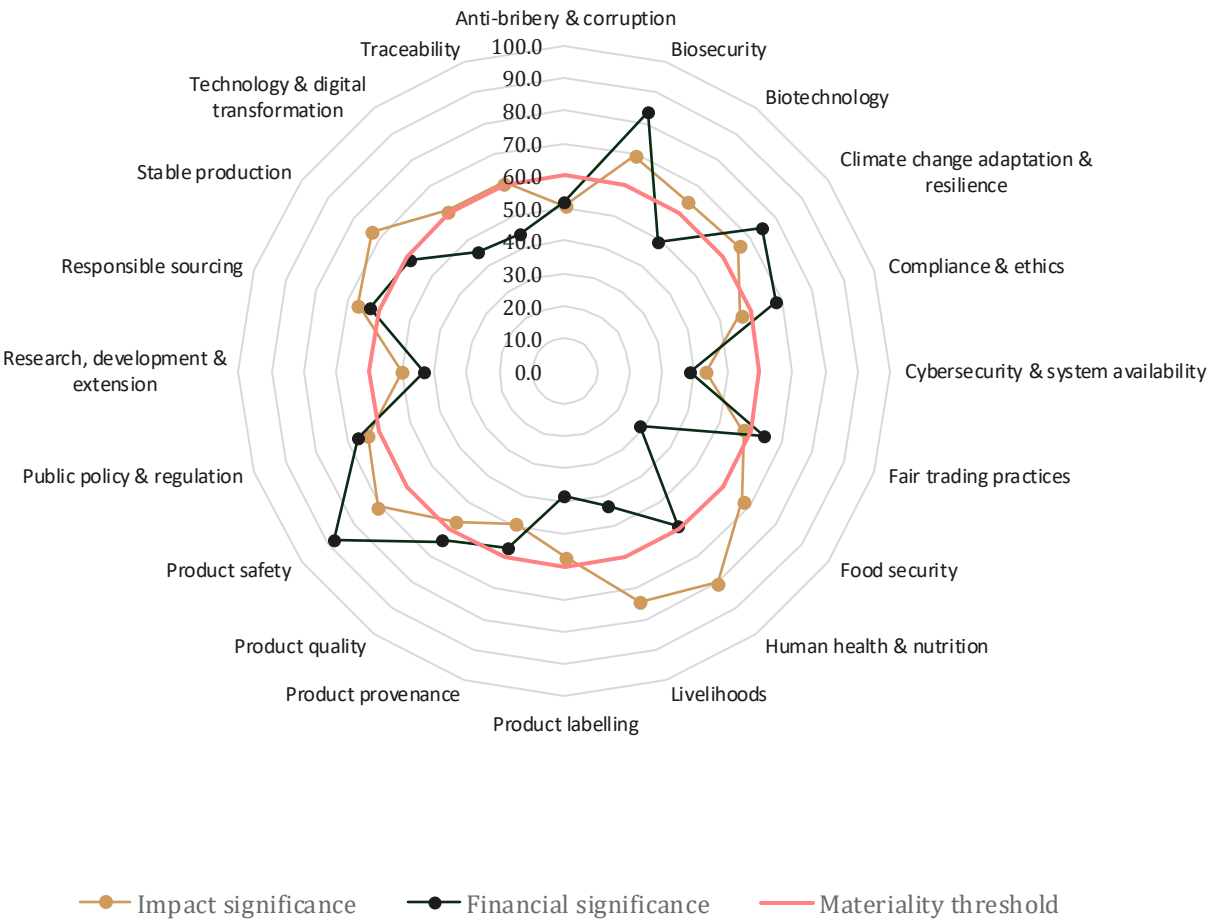 Anti-bribery & corruption
Biosecurity
Biotechnology
Climate change adaptation &
resilience
Compliance & ethics
Cybersecurity & system availability
Fair trading practices
Food security
Human health & nutrition
Livelihoods
Product labelling
Product provenance
Product quality
Product safety
Public policy & regulation
Research, development &
extension
Responsible sourcing
Stable production
Technology & digital
transformation
Traceability
100.0
90.0
80.0
70.0
60.0
50.0
40.0
30.0
20.0
10.0
0.0
Impact significance
Financial significance
Materiality threshold